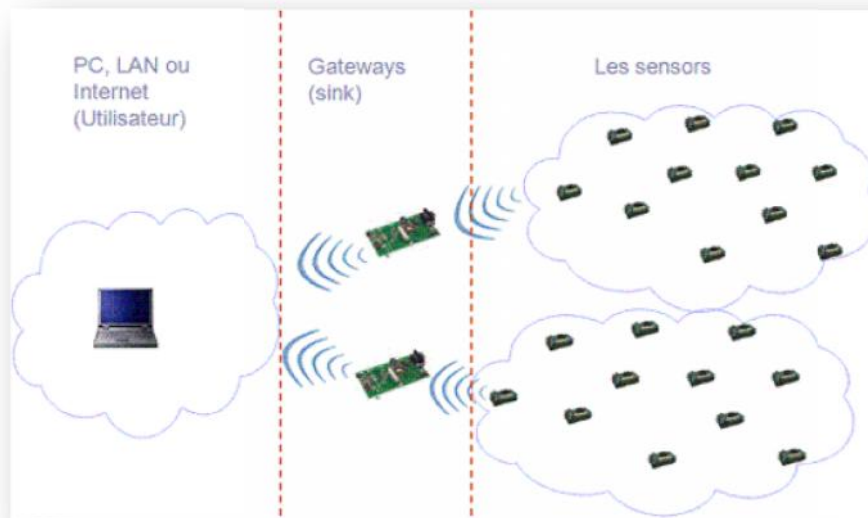 PC, LAN ou
Internet
(Utilisateur)
Gateways
(sink)
Les sensors